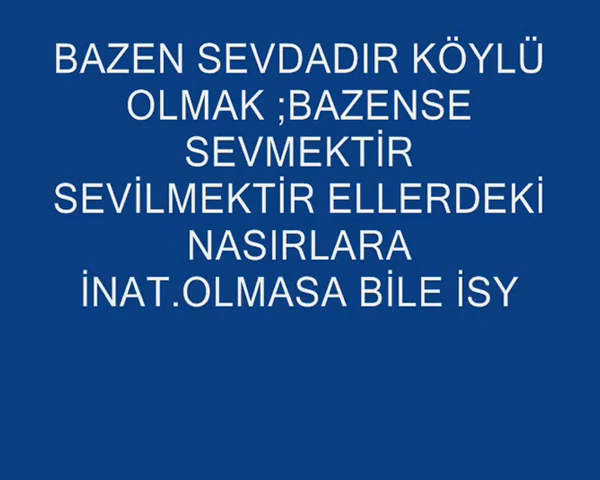 BAZEN SEVDADIR KÖYLÜ
OLMAK ;BAZENSE
SEVMEKTİR
SEVİLMEKTİR ELLERDEKİ
NASIRLARA
İNAT.OLMASA BİLE İSY